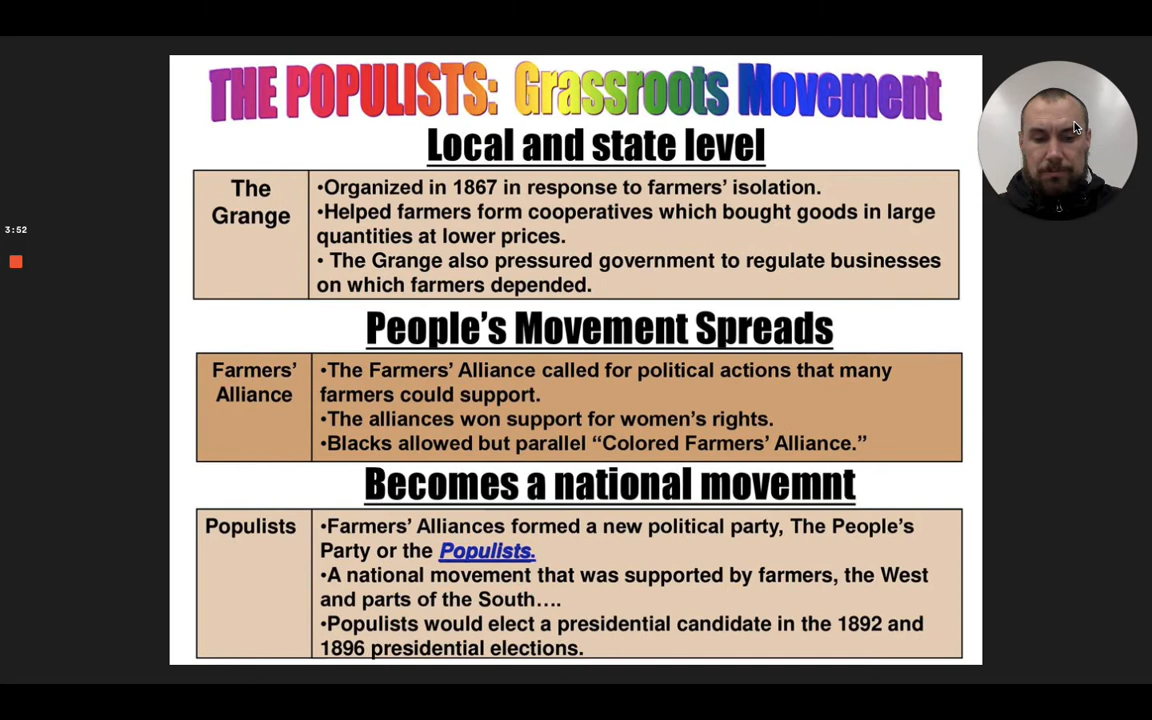 THE POPULISTS: Grassroots Movement
Local and state level
The
Grange
•Organized in 1867 in response to farmers' isolation.
•Helped farmers form cooperatives which bought goods in large
quantities at lower prices.
• The Grange also pressured government to regulate businesses
on which farmers depended.
People's Movement Spreads
Farmers'
Alliance
•The Farmers' Alliance called for political actions that many
farmers could support.
•The alliances won support for women's rights.
•Blacks allowed but parallel “Colored Farmers' Alliance.”
Becomes a national movemnt
Populists
•Farmers' Alliances formed a new political party, The People's
Party or the Populists.
•A national movement that was supported by farmers, the West
and parts of the South….
•Populists would elect a presidential candidate in the 1892 and
1896 presidential elections.
3:52